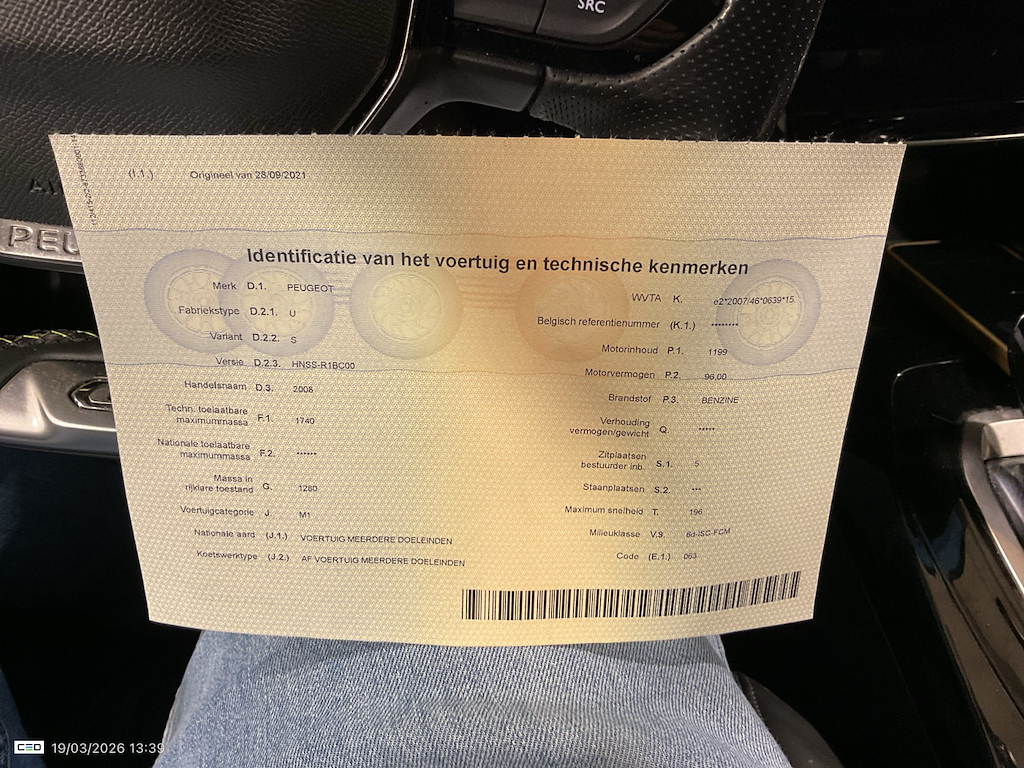 SRC
PEU
(I.1.) Origineel van 28/09/2021
Identificatie van het voertuig en technische kenmerken
Merk D.1. PEUGEOT
Fabriekstype D.2.1. U
Variant D.2.2. S
Versie D.2.3. HNSS-R1BC00
Handelsnaam D.3. 2008
Techn. toelaatbare
maximummassa F.1. 1740
Nationale toelaatbare
maximummassa F.2. ••••••
Massa in
rijklare toestand G. 1280
Voertuigcategorie J. M1
Nationale aard (J.1.) VOERTUIG MEERDERE DOELEINDEN
Koetswerktype (J.2.) AF VOERTUIG MEERDERE DOELEINDEN
WVTA K. e2*2007/46*0639*15
Belgisch referentienummer (K.1.) ••••••••
Motorinhoud P.1. 1199
Motorvermogen P.2. 96,00
Brandstof P.3. BENZINE
Verhouding
vermogen/gewicht Q. •••••
Zitplaatsen
bestuurder inb. S.1. 5
Staanplaatsen S.2. •••
Maximum snelheid T. 196
Milieuklasse V.9. 6d-ISC-FCM
Code (E.1.) 063
CEO 19/03/2026 13:39